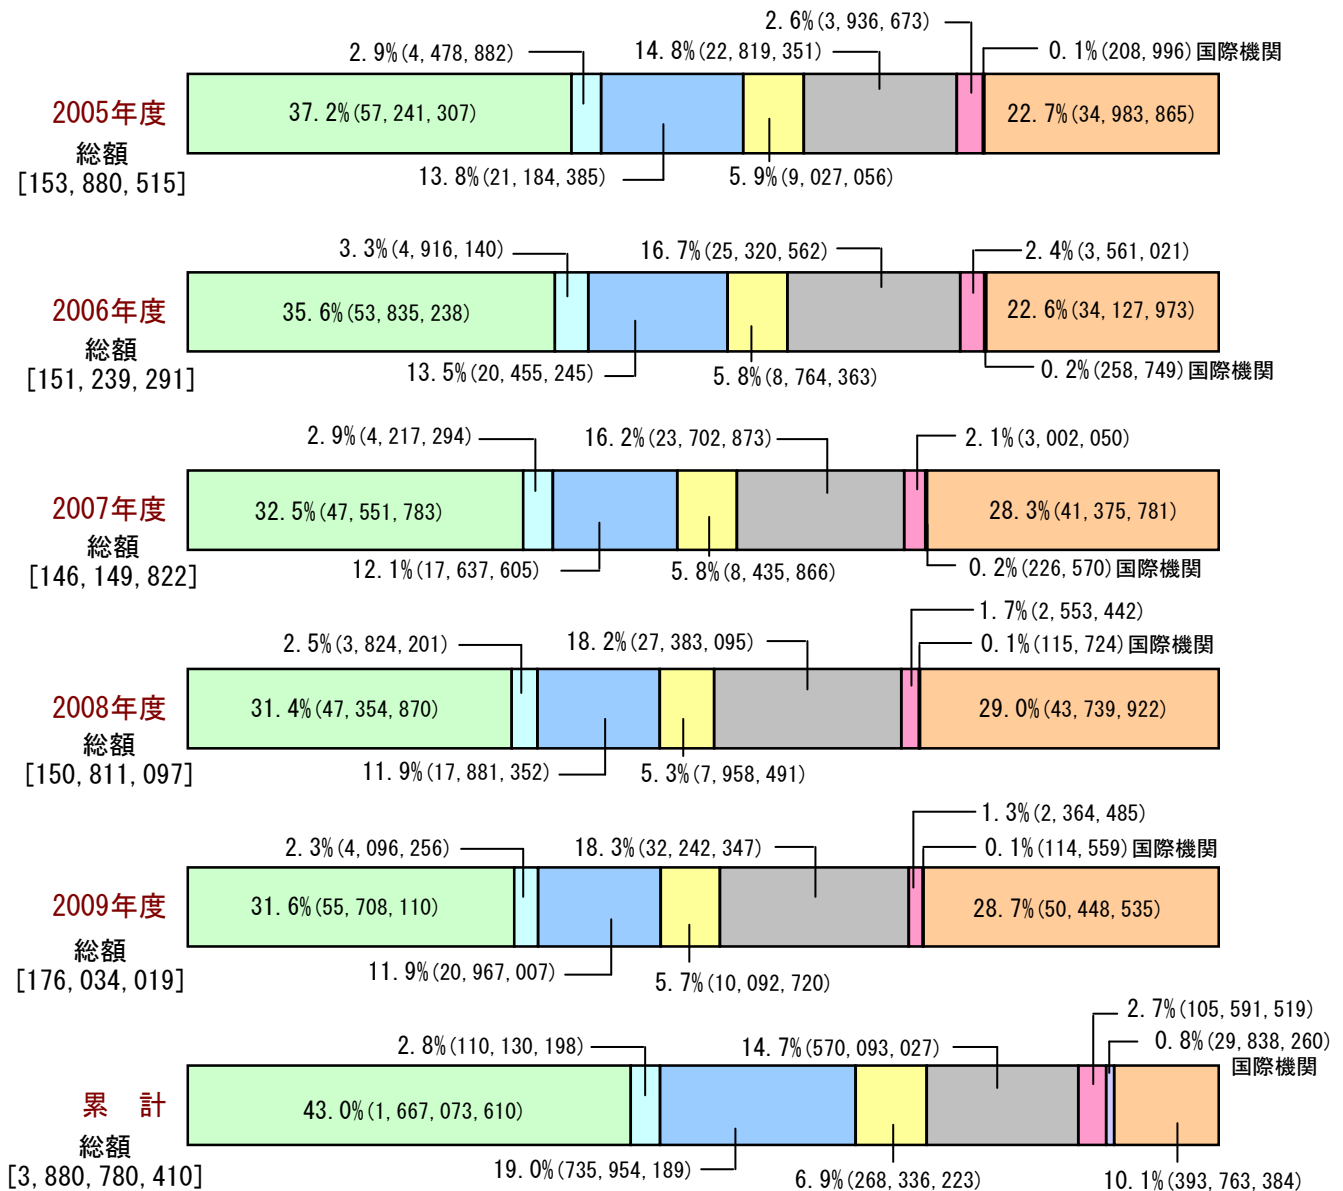 2.6%(3,936,673)
2.9%(4,478,882) 14.8%(22,819,351) 0.1%(208,996)国際機関
2005年度 37.2%(57,241,307) 22.7%(34,983,865)
総額
[153,880,515] 13.8%(21,184,385) 5.9%(9,027,056)
3.3%(4,916,140) 16.7%(25,320,562) 2.4%(3,561,021)
2006年度 35.6%(53,835,238) 22.6%(34,127,973)
総額
[151,239,291] 13.5%(20,455,245) 5.8%(8,764,363) 0.2%(258,749)国際機関
2.9%(4,217,294) 16.2%(23,702,873) 2.1%(3,002,050)
2007年度 32.5%(47,551,783) 28.3%(41,375,781)
総額
[146,149,822] 12.1%(17,637,605) 5.8%(8,435,866) 0.2%(226,570)国際機関
1.7%(2,553,442)
2.5%(3,824,201) 18.2%(27,383,095) 0.1%(115,724)国際機関
2008年度 31.4%(47,354,870) 29.0%(43,739,922)
総額
[150,811,097] 11.9%(17,881,352) 5.3%(7,958,491)
1.3%(2,364,485)
2.3%(4,096,256) 18.3%(32,242,347) 0.1%(114,559)国際機関
2009年度 31.6%(55,708,110) 28.7%(50,448,535)
総額
[176,034,019] 11.9%(20,967,007) 5.7%(10,092,720)
2.7%(105,591,519)
2.8%(110,130,198) 14.7%(570,093,027) 0.8%(29,838,260)
国際機関
累 計 43.0%(1,667,073,610)
総額
[3,880,780,410] 19.0%(735,954,189) 6.9%(268,336,223) 10.1%(393,763,384)